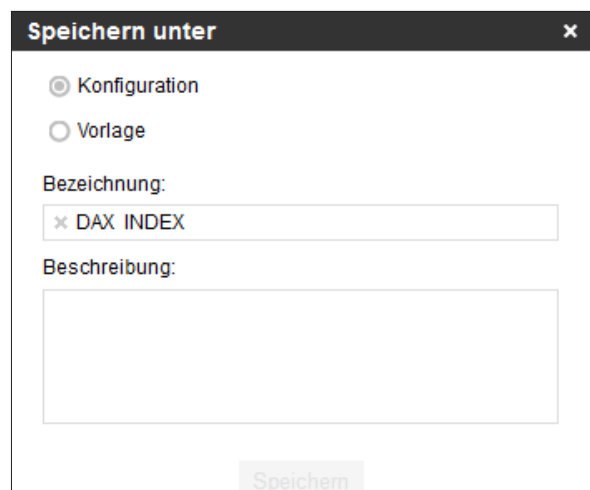 Speichern unter
Konfiguration
Vorlage
Bezeichnung:
DAX INDEX
Beschreibung:
Speichern